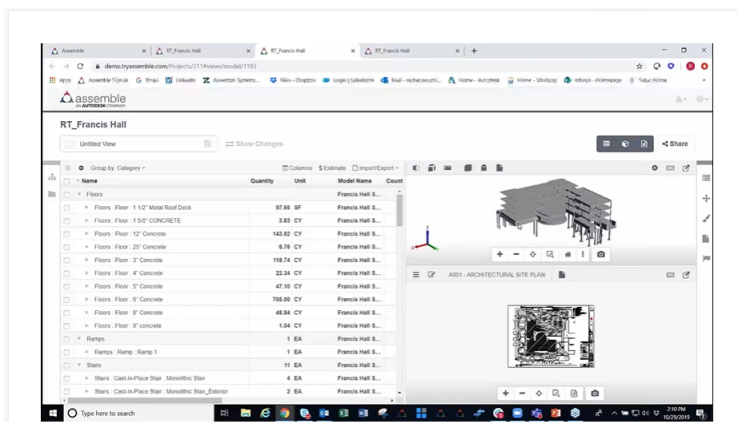 Assemble RT_Francis Hall RT_Francis Hall RT_Francis Hall
demo.tryassemble.com/Projects/211#views/model/1193
Apps Assemble Sign-in Gmail LinkedIn
assemble
AN AUTODESK COMPANY
RT_Francis Hall
Untitled View Show Changes Share
Group by: Category Columns $ Estimate Import/Export
Name Quantity Unit Model Name Count
Floors Francis Hall S...
Floors : Floor : 1 1/2" Metal Roof Deck 97.66 SF Francis Hall S...
Floors : Floor : 1 5/8" CONCRETE 3.83 CY Francis Hall S...
Floors : Floor : 12" Concrete 143.82 CY Francis Hall S...
Floors : Floor : 25" Concrete 6.76 CY Francis Hall S...
Floors : Floor : 3" Concrete 118.74 CY Francis Hall S...
Floors : Floor : 4" Concrete 22.34 CY Francis Hall S...
Floors : Floor : 5" Concrete 47.10 CY Francis Hall S...
Floors : Floor : 6" Concrete 705.00 CY Francis Hall S...
Floors : Floor : 8" Concrete 48.84 CY Francis Hall S...
Floors : Floor : 9" concrete 1.04 CY Francis Hall S...
Ramps 1 EA Francis Hall S...
Ramps : Ramp : Ramp 1 1 EA Francis Hall S...
Stairs 11 EA Francis Hall S...
Stairs : Cast-In-Place Stair : Monolithic Stair 4 EA Francis Hall S...
Stairs : Cast-In-Place Stair : Monolithic Stair_Exterior 2 EA Francis Hall S...
A001 - ARCHITECTURAL SITE PLAN
Type here to search
2:10 PM
10/29/2019